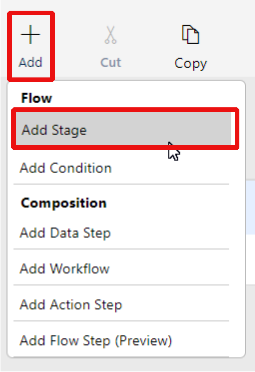 Add
Cut
Copy
Flow
Add Stage
Add Condition
Composition
Add Data Step
Add Workflow
Add Action Step
Add Flow Step (Preview)